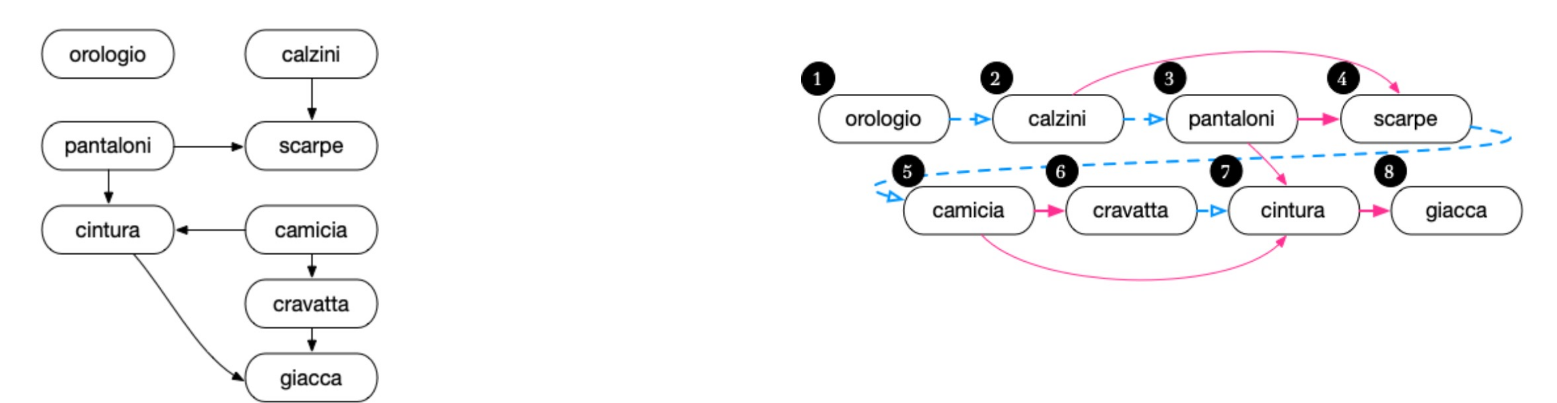 orologio calzini
pantaloni scarpe
cintura camicia
cravatta
giacca
1 2 3 4
orologio calzini pantaloni scarpe
5 6 7 8
camicia cravatta cintura giacca